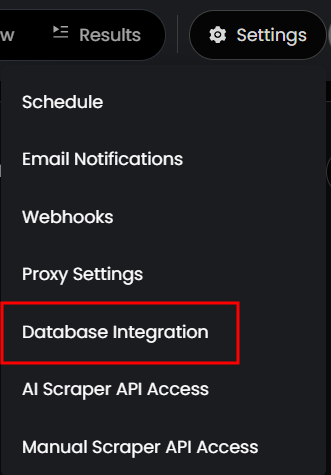 w Results Settings
Schedule
Email Notifications
Webhooks
Proxy Settings
Database Integration
AI Scraper API Access
Manual Scraper API Access